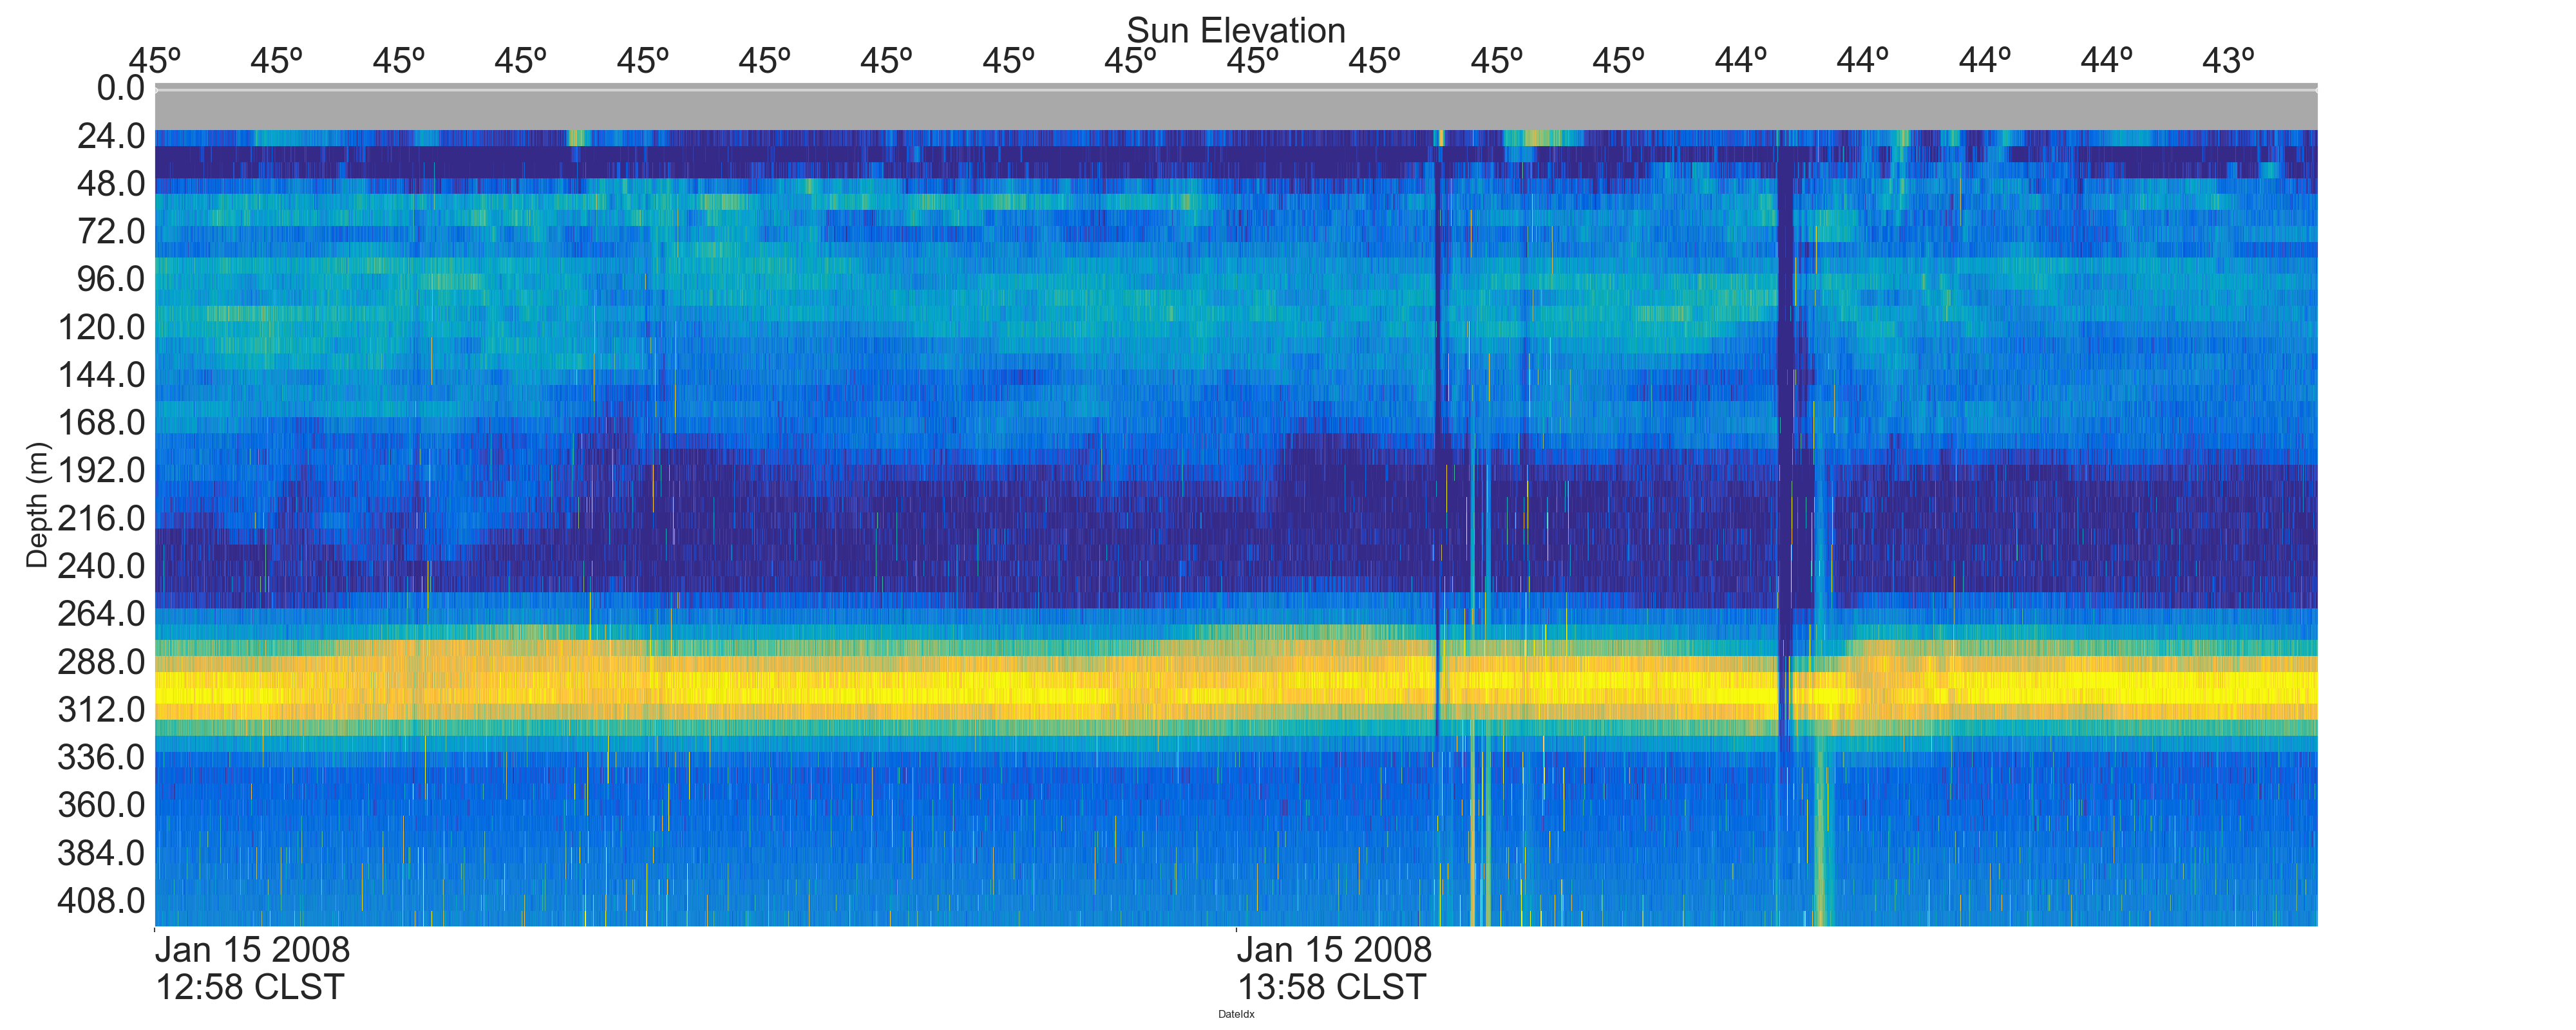 Sun Elevation
45º 45º 45º 45º 45º 45º 45º 45º 45º 45º 45º 45º 45º 44º 44º 44º 44º 43º
0.0
24.0
48.0
72.0
96.0
120.0
144.0
168.0
192.0
216.0
240.0
264.0
288.0
312.0
336.0
360.0
384.0
408.0
Depth (m)
Jan 15 2008
12:58 CLST
Jan 15 2008
13:58 CLST
DateIdx